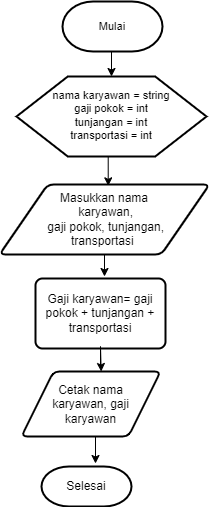 Mulai
nama karyawan = string
gaji pokok = int
tunjangan = int
transportasi = int
Masukkan nama
karyawan,
gaji pokok, tunjangan,
transportasi
Gaji karyawan= gaji
pokok + tunjangan +
transportasi
Cetak nama
karyawan, gaji
karyawan
Selesai